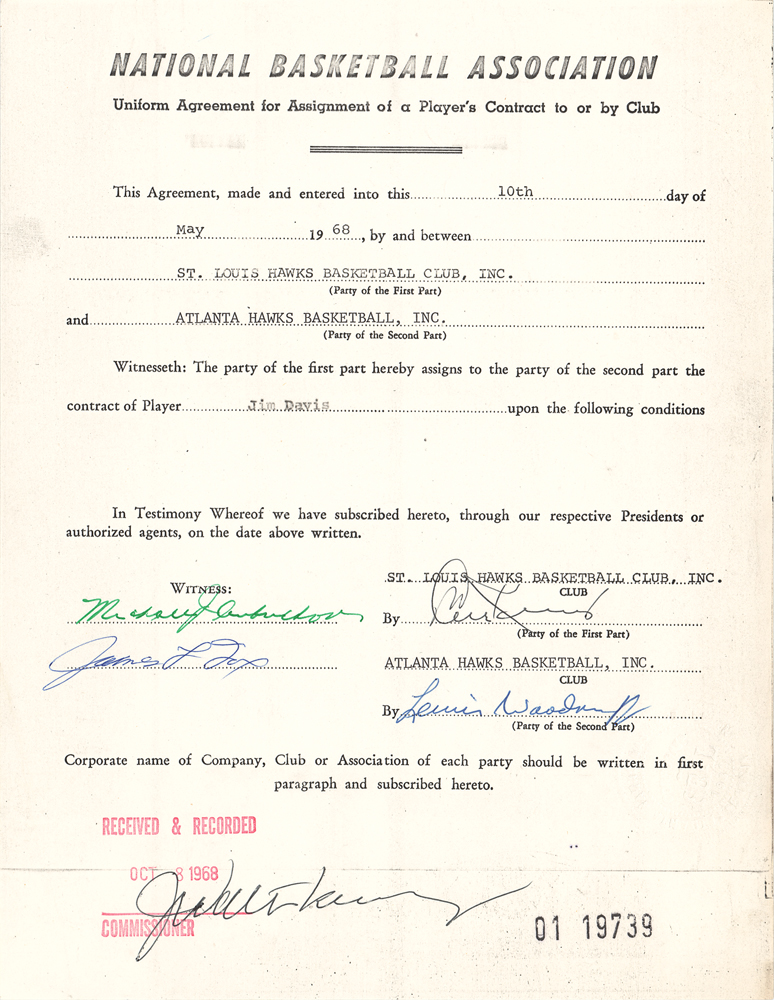 NATIONAL BASKETBALL ASSOCIATION
Uniform Agreement for Assignment of a Player's Contract to or by Club
This Agreement, made and entered into this 10th day of
May 19 68, by and between
ST. LOUIS HAWKS BASKETBALL CLUB, INC.
(Party of the First Part)
and ATLANTA HAWKS BASKETBALL, INC.
(Party of the Second Part)
Witnesseth: The party of the first part hereby assigns to the party of the second part the
contract of Player Jim Davis upon the following conditions
In Testimony Whereof we have subscribed hereto, through our respective Presidents or
authorized agents, on the date above written.
WITNESS:
James F Fox
ST. LOUIS HAWKS BASKETBALL CLUB, INC.
CLUB
By
(Party of the First Part)
ATLANTA HAWKS BASKETBALL, INC.
CLUB
By Lewis Woodruff
(Party of the Second Part)
Corporate name of Company, Club or Association of each party should be written in first
paragraph and subscribed hereto.
RECEIVED & RECORDED
OCT 8 1968
COMMISSIONER
01 19739